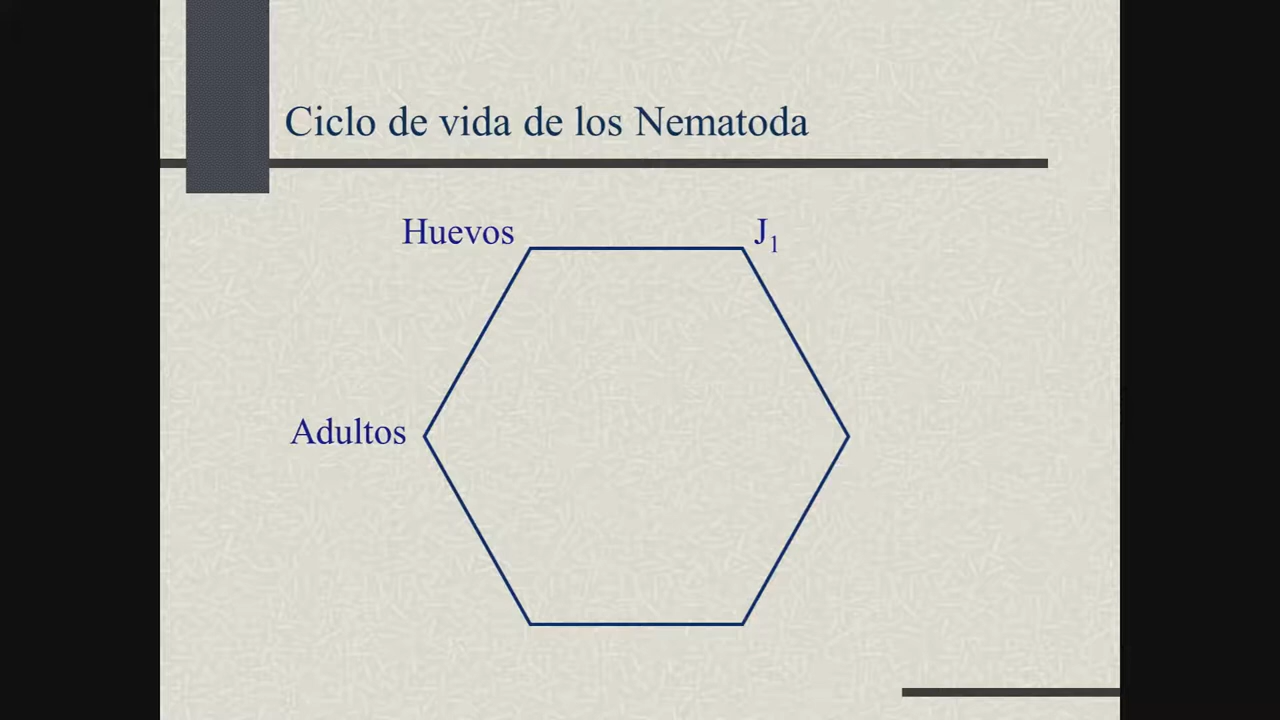 Ciclo de vida de los Nematoda
Huevos
J₁
Adultos